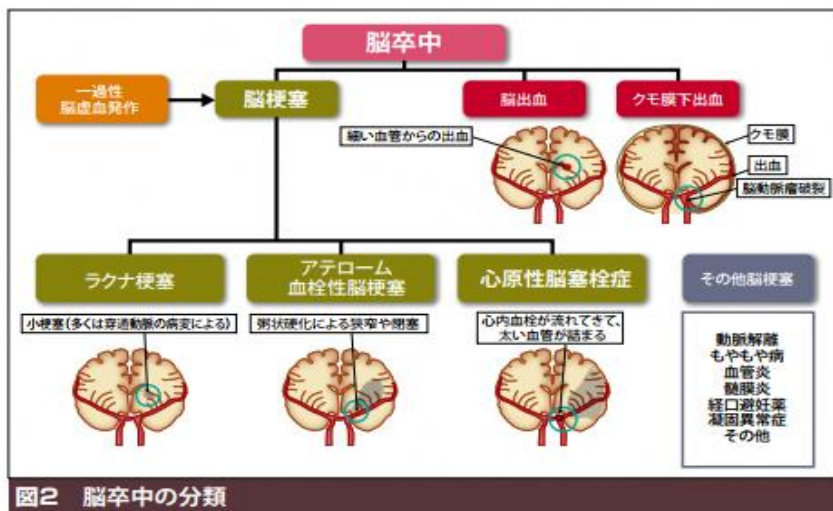 脳卒中
一過性
脳虚血発作
脳梗塞
脳出血
クモ膜下出血
細い血管からの出血
クモ膜
出血
脳動脈瘤破裂
ラクナ梗塞
アテローム
血栓性脳梗塞
心原性脳塞栓症
その他脳梗塞
小梗塞(多くは穿通動脈の病変による)
粥状硬化による狭窄や閉塞
心内血栓が流れてきて、
太い血管が詰まる
動脈解離
もやもや病
血管炎
髄膜炎
経口避妊薬
凝固異常症
その他
図2 脳卒中の分類